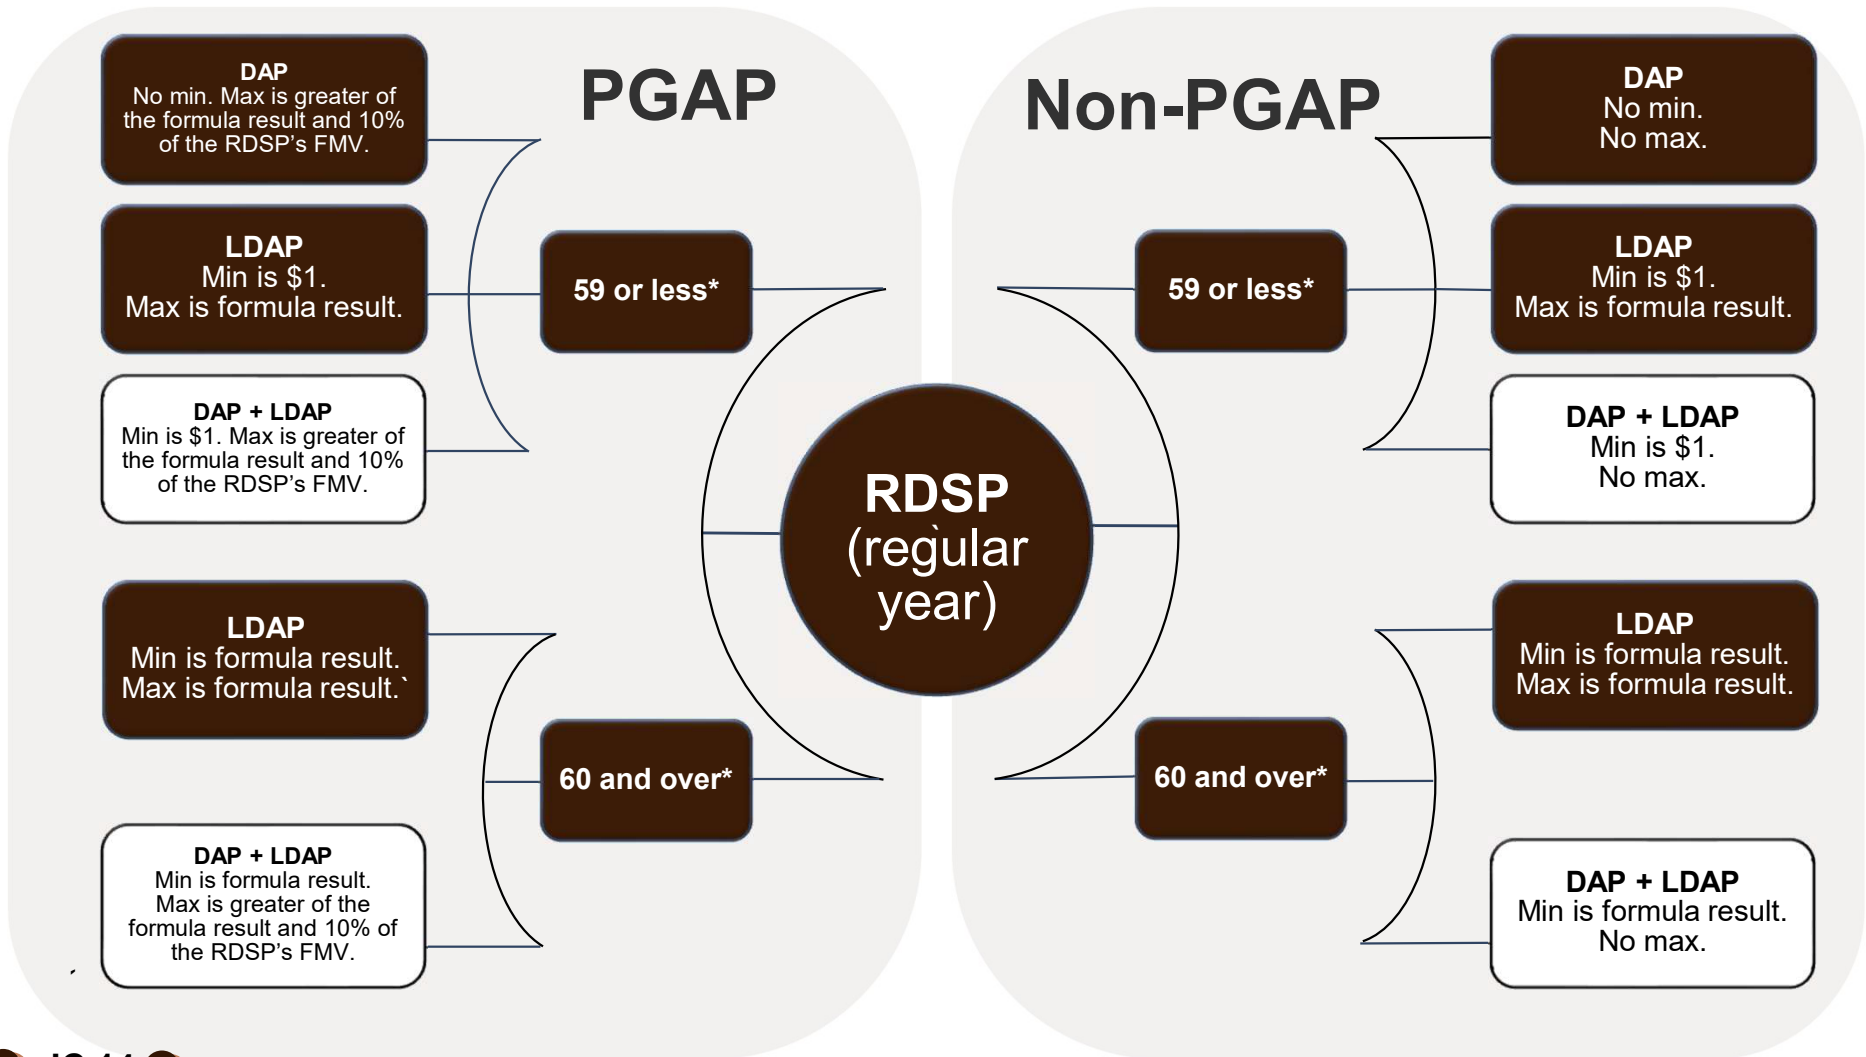 PGAP
DAP
No min. Max is greater of
the formula result and 10%
of the RDSP's FMV.
LDAP
Min is $1.
Max is formula result.
59 or less*
DAP + LDAP
Min is $1. Max is greater of
the formula result and 10%
of the RDSP's FMV.
LDAP
Min is formula result.
Max is formula result.`
60 and over*
DAP + LDAP
Min is formula result.
Max is greater of the
formula result and 10% of
the RDSP's FMV.
RDSP
(regular
year)
Non-PGAP
DAP
No min.
No max.
59 or less*
LDAP
Min is $1.
Max is formula result.
DAP + LDAP
Min is $1.
No max.
LDAP
Min is formula result.
Max is formula result.
60 and over*
DAP + LDAP
Min is formula result.
No max.